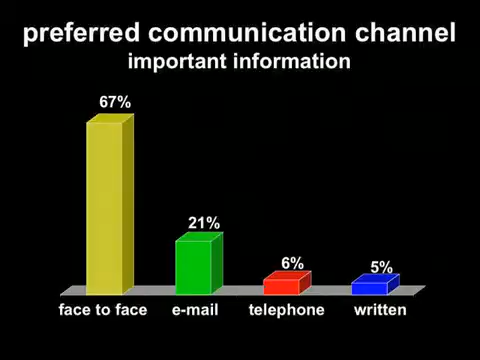 preferred communication channel
important information
67%
21%
6%
5%
face to face
e-mail
telephone
written